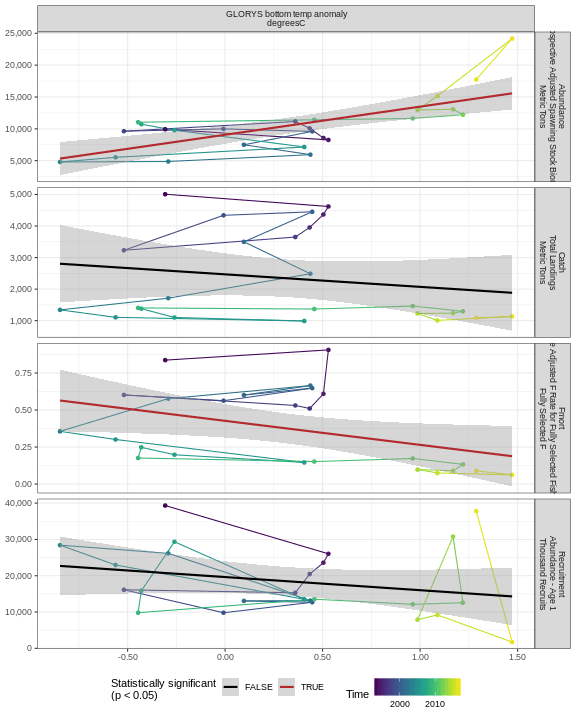 GLORYS bottom temp anomaly
degreesC
25,000
20,000
15,000
10,000
5,000
Abundance
spective Adjusted Spawning Stock Bio
Metric Tons
5,000
4,000
3,000
2,000
1,000
Catch
Total Landings
Metric Tons
0.75
0.50
0.25
0.00
Fmort
e Adjusted F Rate for Fully Selected Fish
Fully Selected F
40,000
30,000
20,000
10,000
0
Recruitment
Abundance - Age 1
Thousand Recruits
-0.50
0.00
0.50
1.00
1.50
Statistically significant
(p < 0.05)
FALSE
TRUE
Time
2000
2010